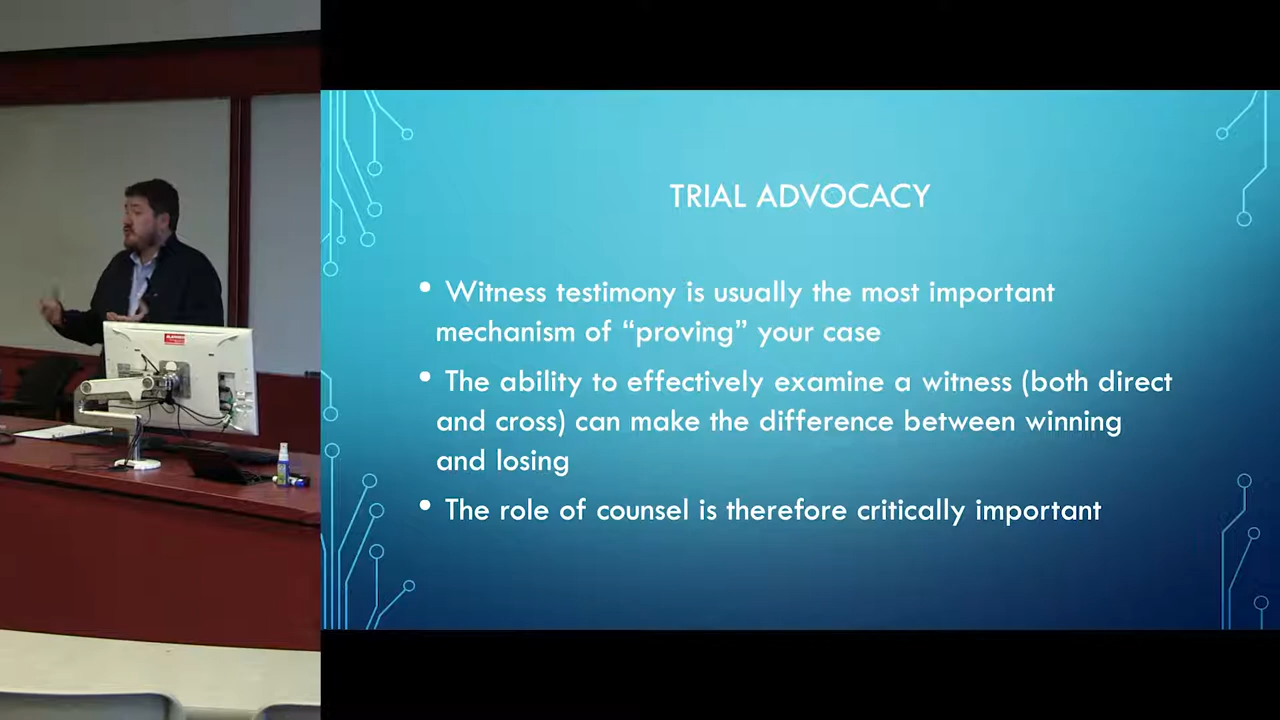 TRIAL ADVOCACY
• Witness testimony is usually the most important
mechanism of “proving” your case
• The ability to effectively examine a witness (both direct
and cross) can make the difference between winning
and losing
• The role of counsel is therefore critically important